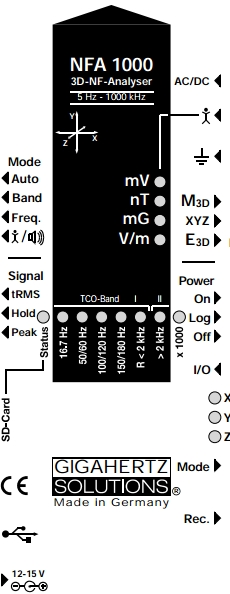 NFA 1000
3D-NF-Analyser
5 Hz - 1000 kHz
Y
X
Z
mV
nT
mG
V/m
TCO-Band I II
Status
16.7 Hz
50/60 Hz
100/120 Hz
150/180 Hz
R < 2 kHz
> 2 kHz
x 1000
Mode
Auto
Band
Freq.
/
Signal
tRMS
Hold
Peak
SD-Card
AC/DC
M3D
XYZ
E3D
Power
On
Log
Off
I/O
X
Y
Z
Mode
Rec.
GIGAHERTZ
SOLUTIONS®
Made in Germany
CE
12-15 V